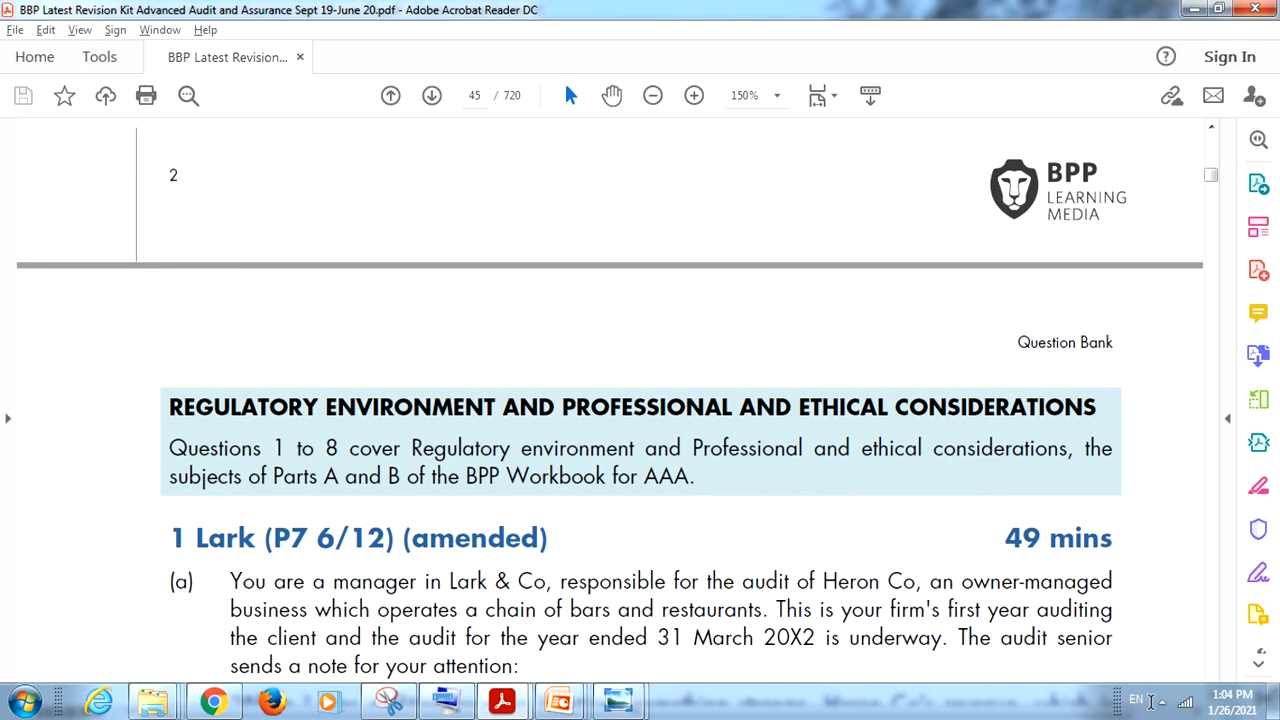 BBP Latest Revision Kit Advanced Audit and Assurance Sept 19-June 20.pdf - Adobe Acrobat Reader DC
File Edit View Sign Window Help
Home Tools BBP Latest Revision... ×
Sign In
45 / 720
150%
2
BPP
LEARNING
MEDIA
Question Bank
REGULATORY ENVIRONMENT AND PROFESSIONAL AND ETHICAL CONSIDERATIONS
Questions 1 to 8 cover Regulatory environment and Professional and ethical considerations, the
subjects of Parts A and B of the BPP Workbook for AAA.
1 Lark (P7 6/12) (amended) 49 mins
(a) You are a manager in Lark & Co, responsible for the audit of Heron Co, an owner-managed
business which operates a chain of bars and restaurants. This is your firm's first year auditing
the client and the audit for the year ended 31 March 20X2 is underway. The audit senior
sends a note for your attention:
EN
1:04 PM
1/26/2021